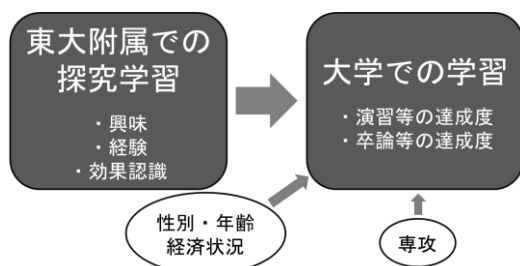 東大附属での
探究学習
・興味
・経験
・効果認識
大学での学習
・演習等の達成度
・卒論等の達成度
性別・年齢
経済状況
専攻